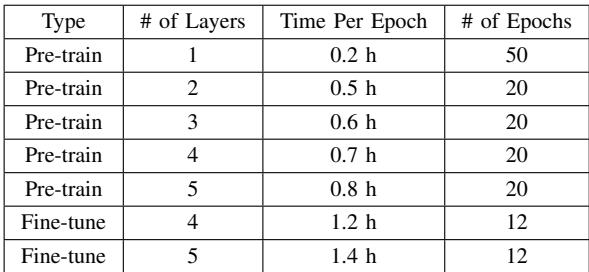 Type # of Layers Time Per Epoch # of Epochs
Pre-train 1 0.2 h 50
Pre-train 2 0.5 h 20
Pre-train 3 0.6 h 20
Pre-train 4 0.7 h 20
Pre-train 5 0.8 h 20
Fine-tune 4 1.2 h 12
Fine-tune 5 1.4 h 12